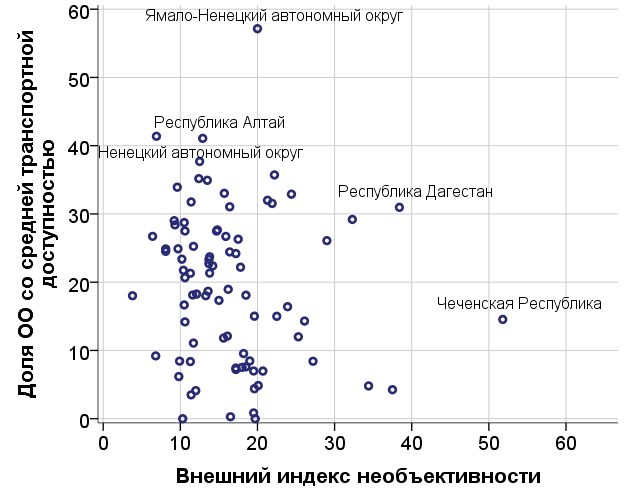 60
Ямало-Ненецкий автономный округ
50
Республика Алтай
40
Ненецкий автономный округ
Республика Дагестан
30
20
Чеченская Республика
10
0
0 10 20 30 40 50 60
Доля ОО со средней транспортной
доступностью
Внешний индекс необъективности